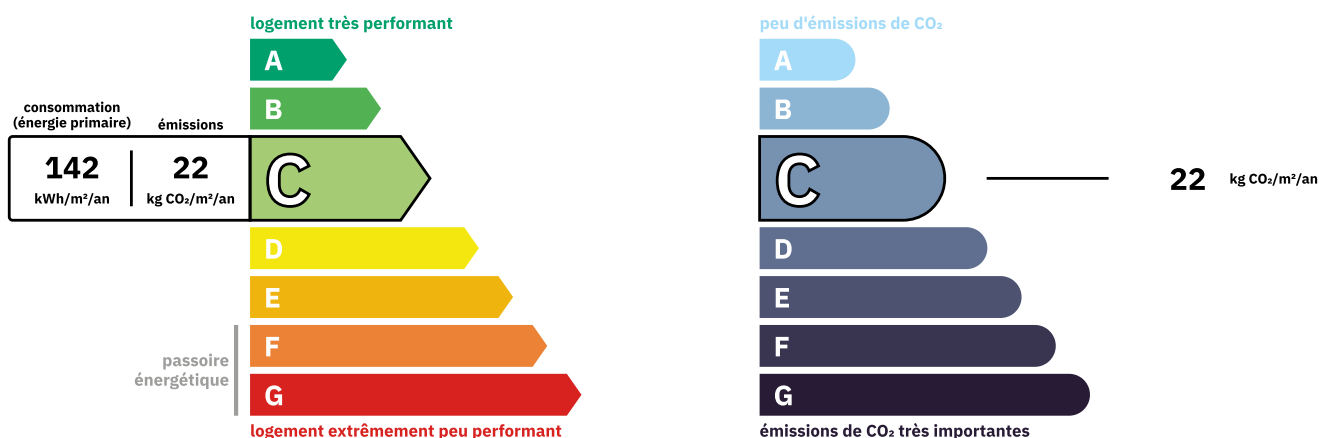 logement très performant
A
B
consommation
(énergie primaire)
émissions
142
kWh/m²/an
22
kg CO₂/m²/an
C
D
E
F
G
passoire
énergétique
logement extrêmement peu performant
peu d'émissions de CO₂
A
B
C
22 kg CO₂/m²/an
D
E
F
G
émissions de CO₂ très importantes